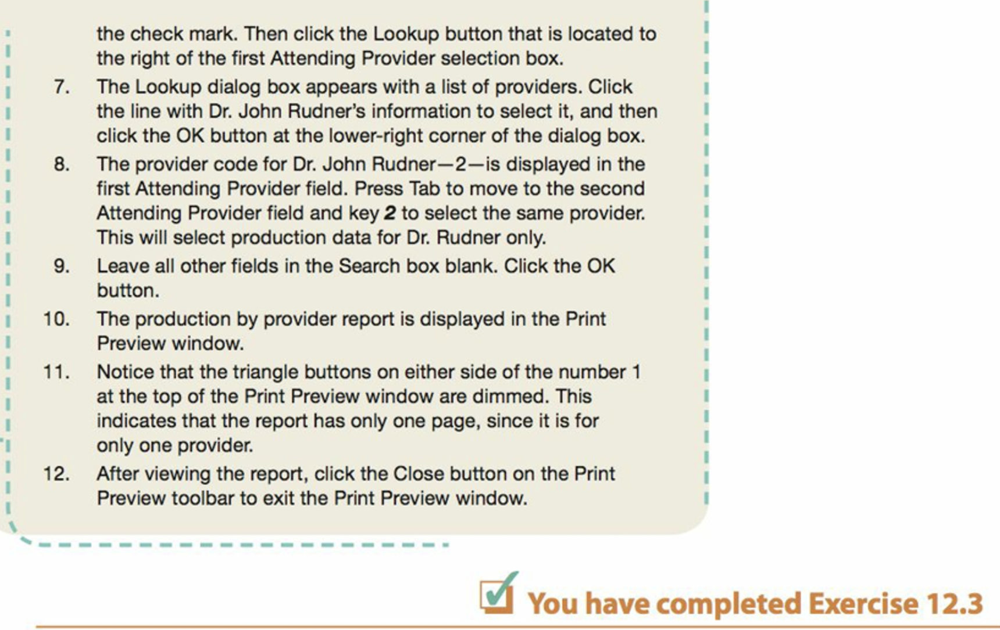 the check mark. Then click the Lookup button that is located to
the right of the first Attending Provider selection box.
7. The Lookup dialog box appears with a list of providers. Click
the line with Dr. John Rudner’s information to select it, and then
click the OK button at the lower-right corner of the dialog box.
8. The provider code for Dr. John Rudner—2—is displayed in the
first Attending Provider field. Press Tab to move to the second
Attending Provider field and key 2 to select the same provider.
This will select production data for Dr. Rudner only.
9. Leave all other fields in the Search box blank. Click the OK
button.
10. The production by provider report is displayed in the Print
Preview window.
11. Notice that the triangle buttons on either side of the number 1
at the top of the Print Preview window are dimmed. This
indicates that the report has only one page, since it is for
only one provider.
12. After viewing the report, click the Close button on the Print
Preview toolbar to exit the Print Preview window.
You have completed Exercise 12.3